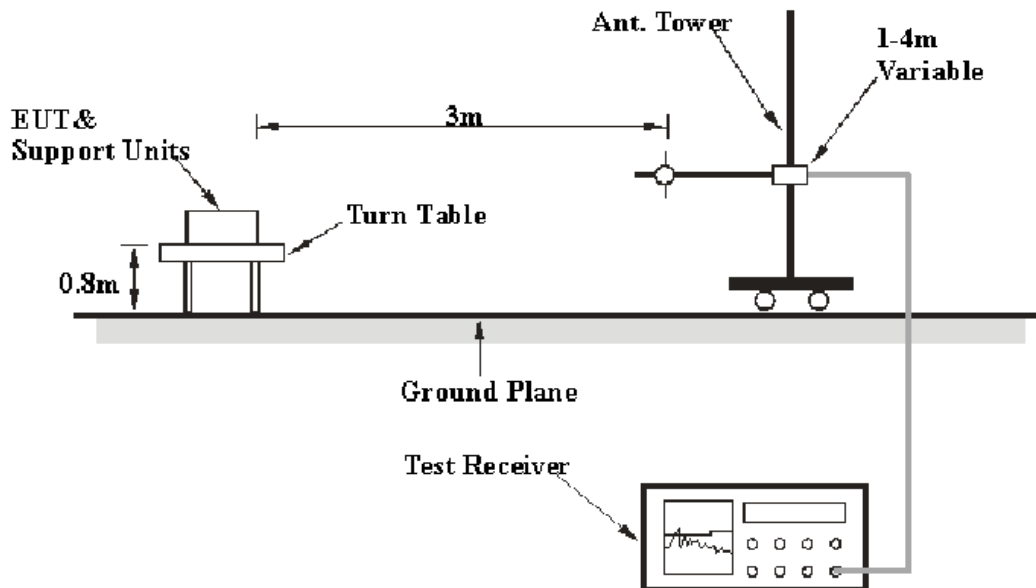 Ant. Tower
1-4m
Variable
3m
EUT&
Support Units
Turn Table
0.8m
Ground Plane
Test Receiver